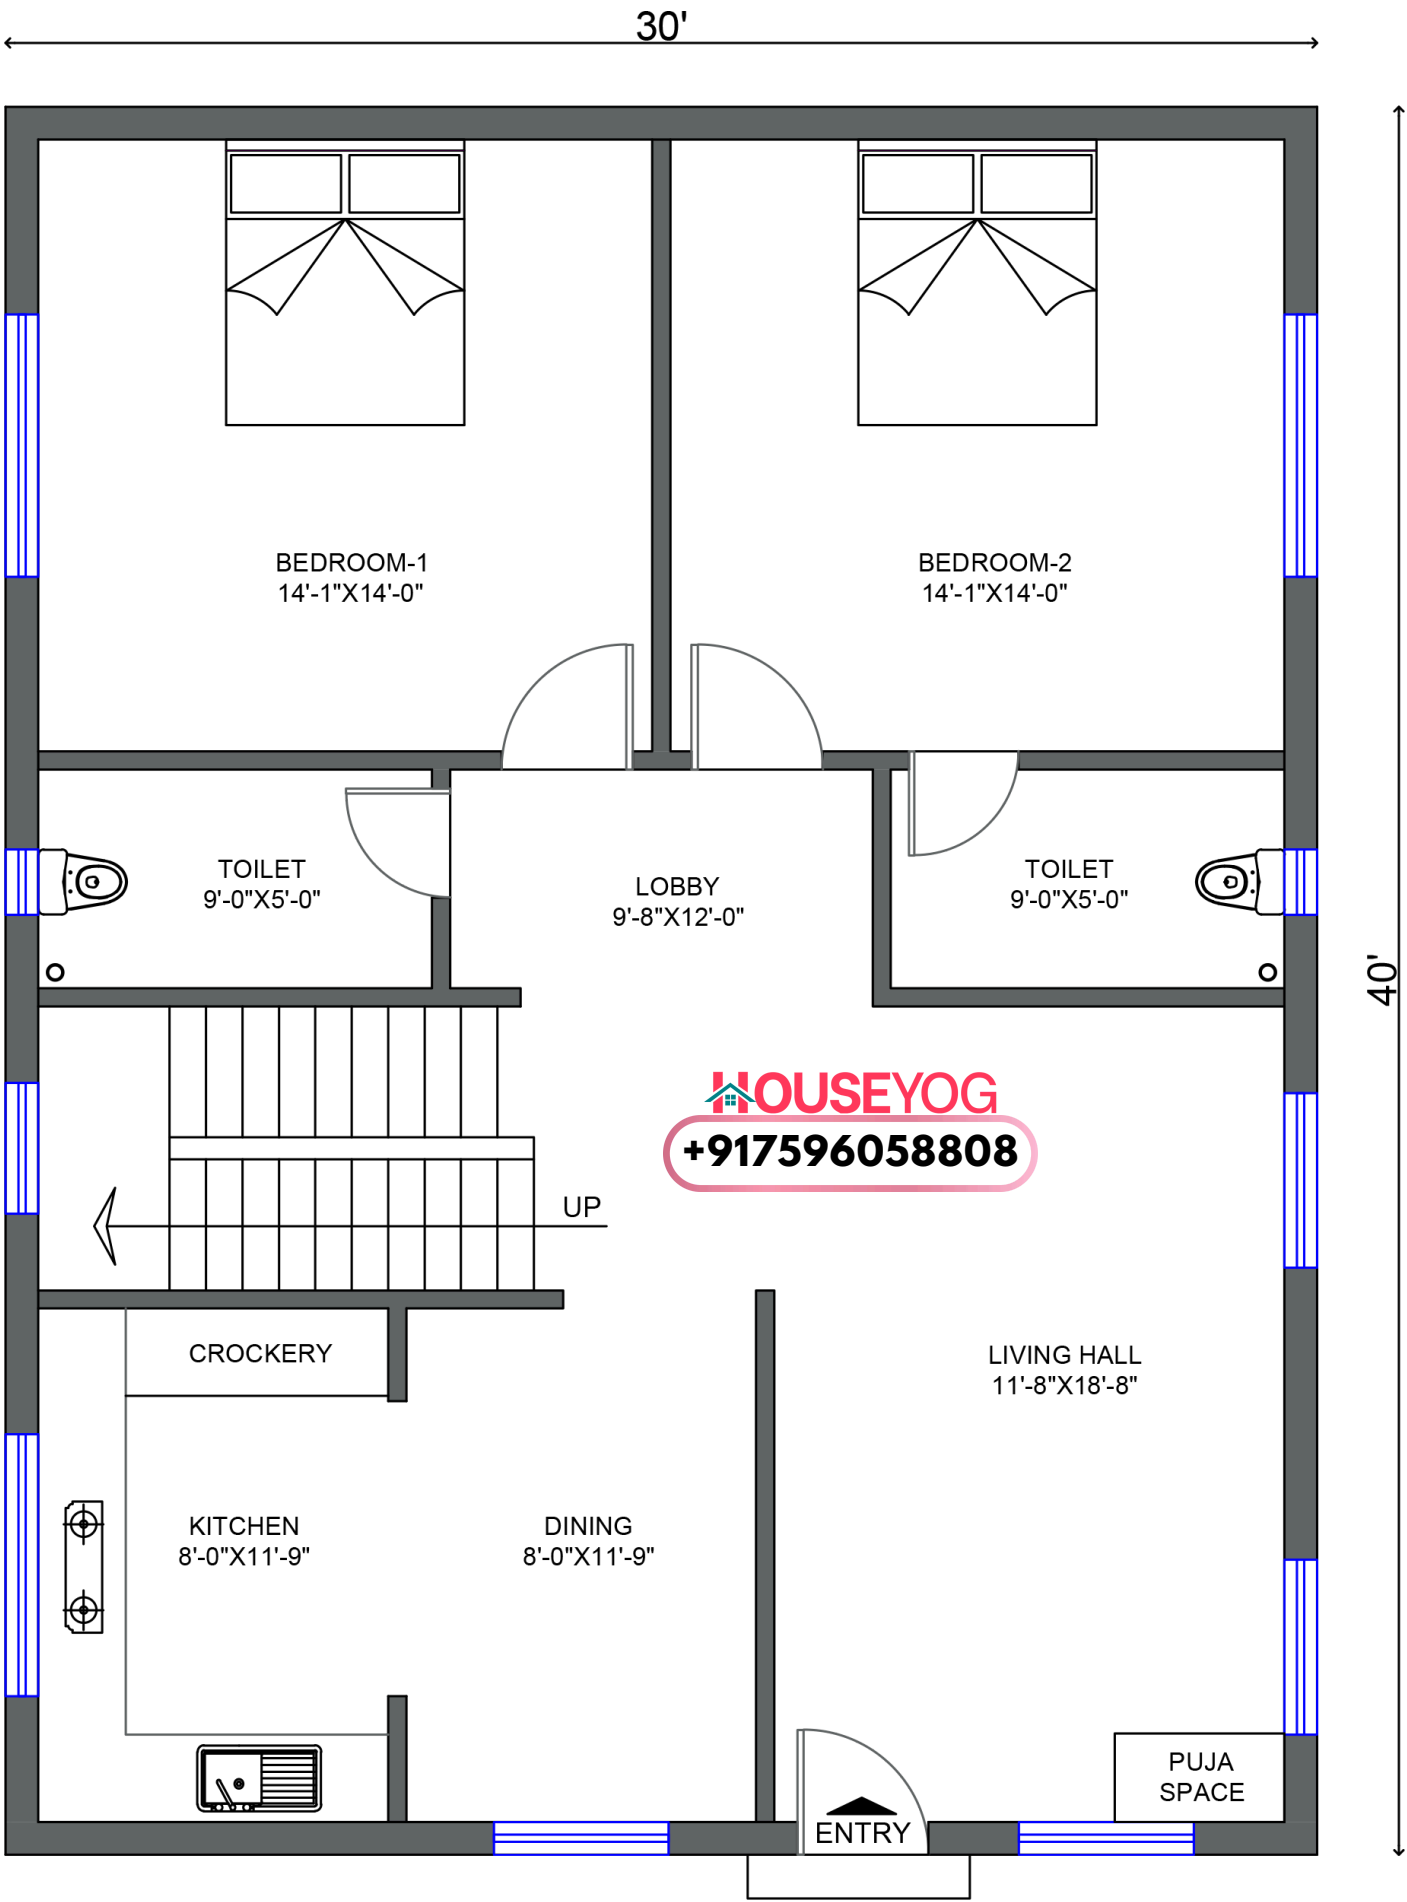 30'
BEDROOM-1
14'-1"X14'-0"
BEDROOM-2
14'-1"X14'-0"
TOILET
9'-0"X5'-0"
LOBBY
9'-8"X12'-0"
TOILET
9'-0"X5'-0"
40'
HOUSEYOG
+917596058808
UP
CROCKERY
LIVING HALL
11'-8"X18'-8"
KITCHEN
8'-0"X11'-9"
DINING
8'-0"X11'-9"
PUJA
SPACE
ENTRY